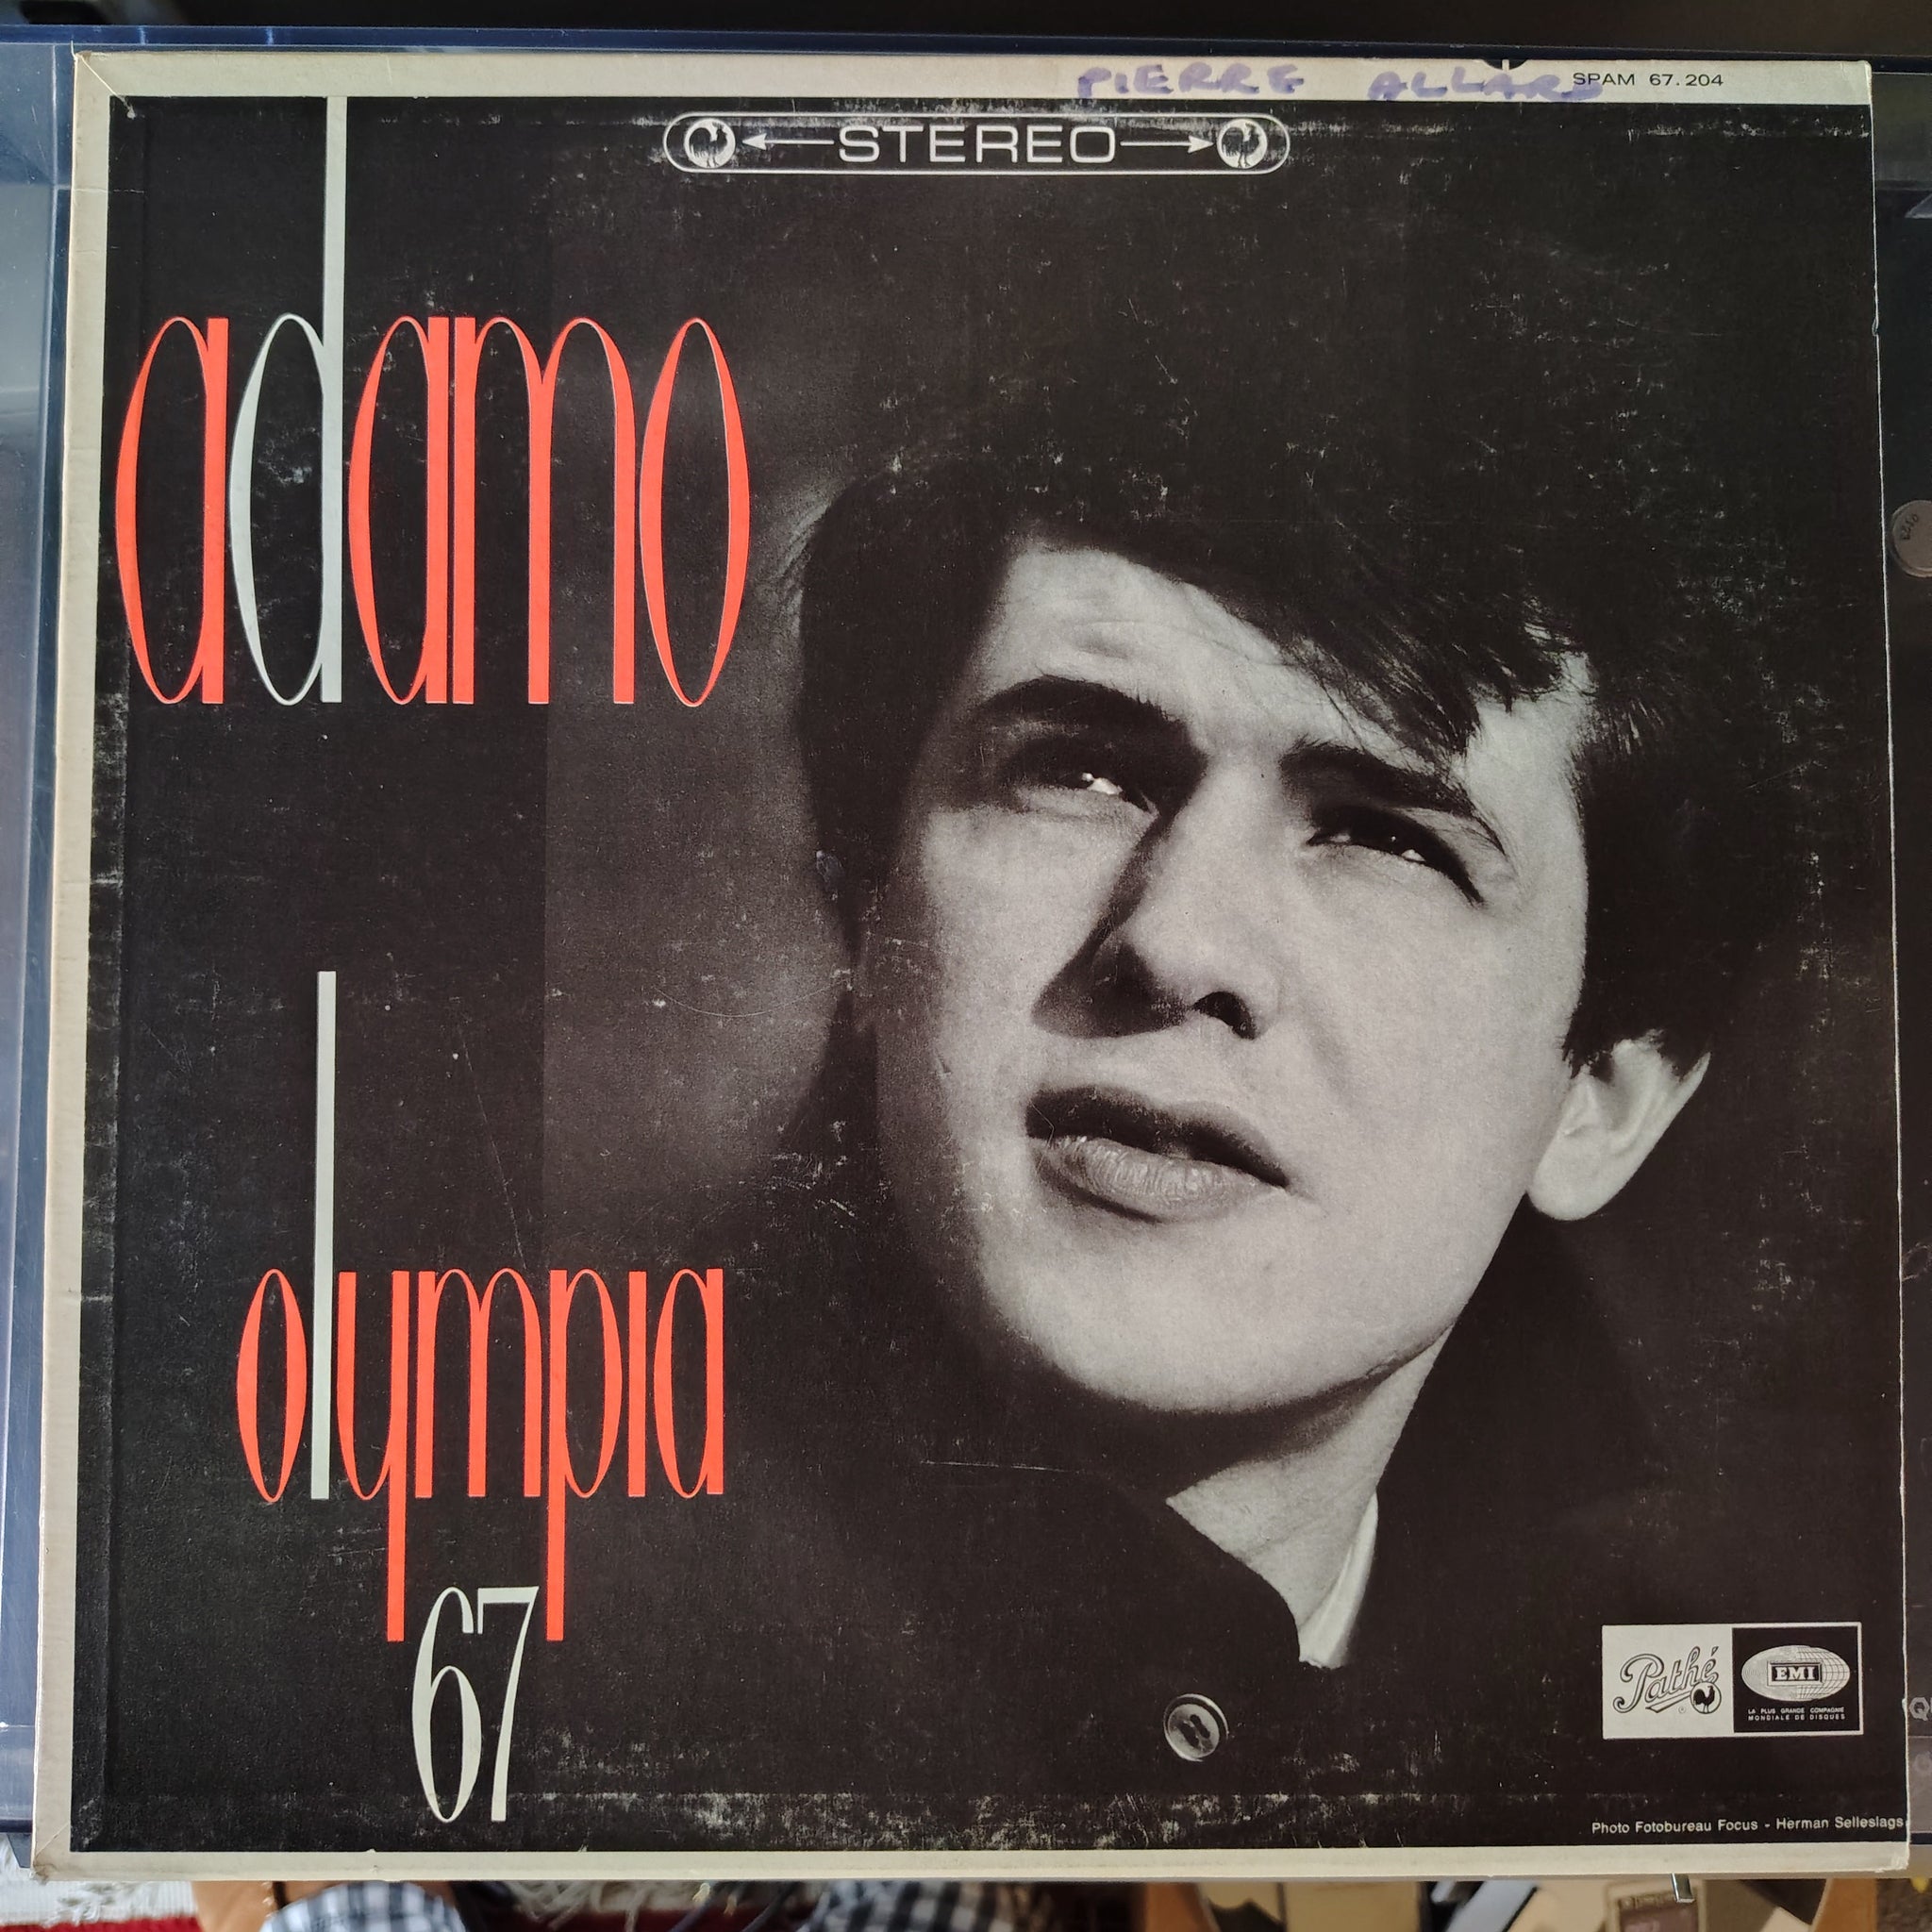 PIERRE ALLARD
SPAM 67.204
STEREO
adamo
olympia
67
Pathé
EMI
LA PLUS GRANDE COMPAGNIE
MONDIALE DE DISQUES
Photo Fotobureau Focus - Herman Selleslags